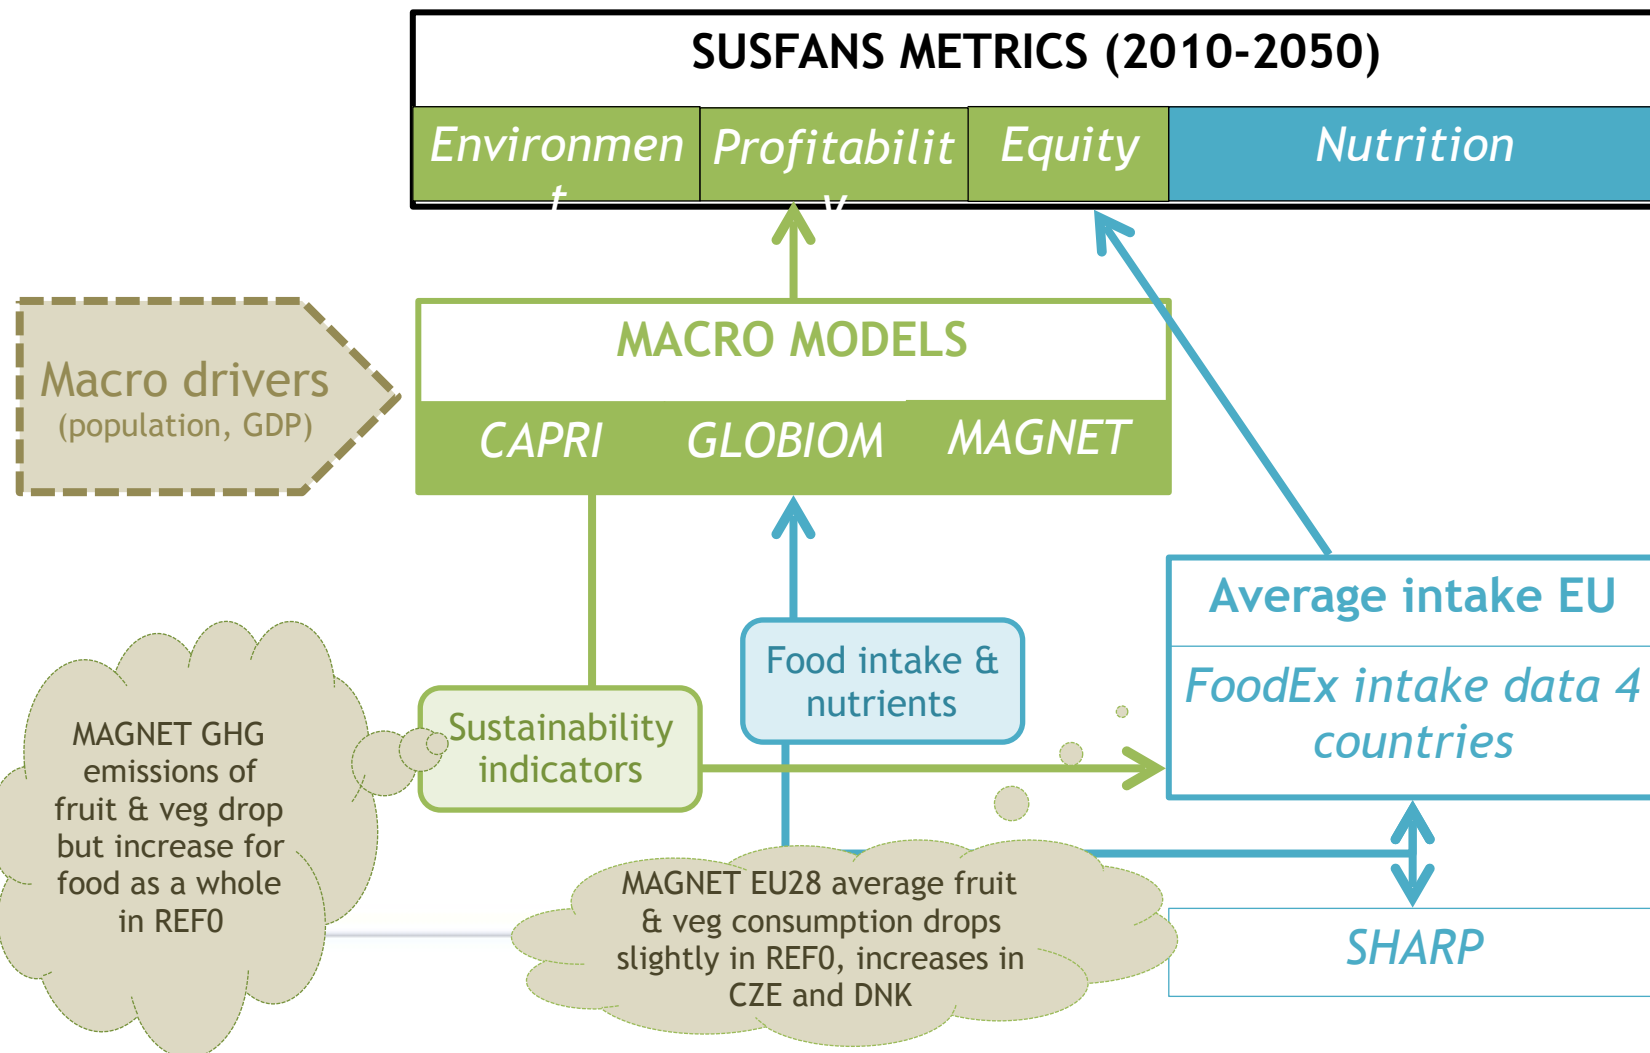 SUSFANS METRICS (2010-2050)
Environmen
t
Profitabilit
y
Equity
Nutrition
MACRO MODELS
Macro drivers
(population, GDP)
CAPRI
GLOBIOM
MAGNET
Average intake EU
FoodEx intake data 4
countries
Food intake &
nutrients
Sustainability
indicators
MAGNET GHG
emissions of
fruit & veg drop
but increase for
food as a whole
in REF0
MAGNET EU28 average fruit
& veg consumption drops
slightly in REF0, increases in
CZE and DNK
SHARP